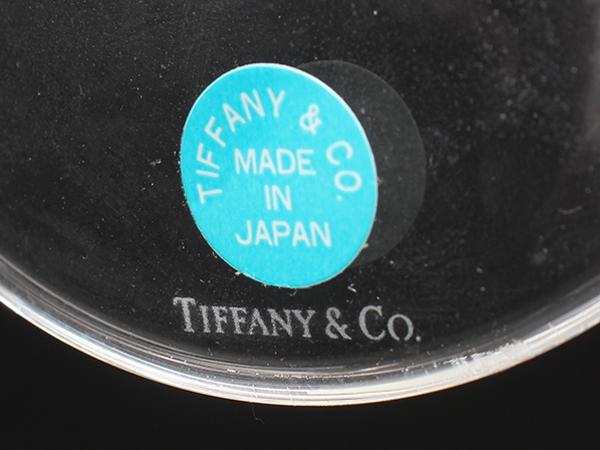 TIFFANY & CO.
MADE
IN
JAPAN
TIFFANY & CO.